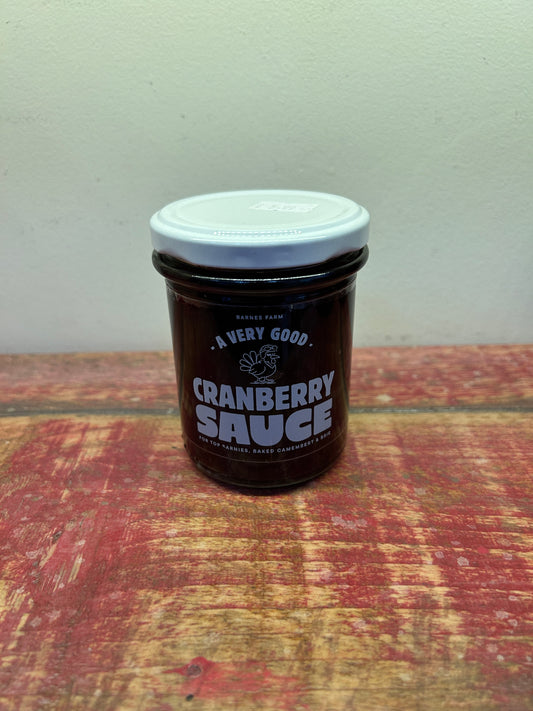 BARNES FARM
· A VERY GOOD ·
CRANBERRY
SAUCE
FOR TOP SARNIES, BAKED CAMEMBERT & BRIE